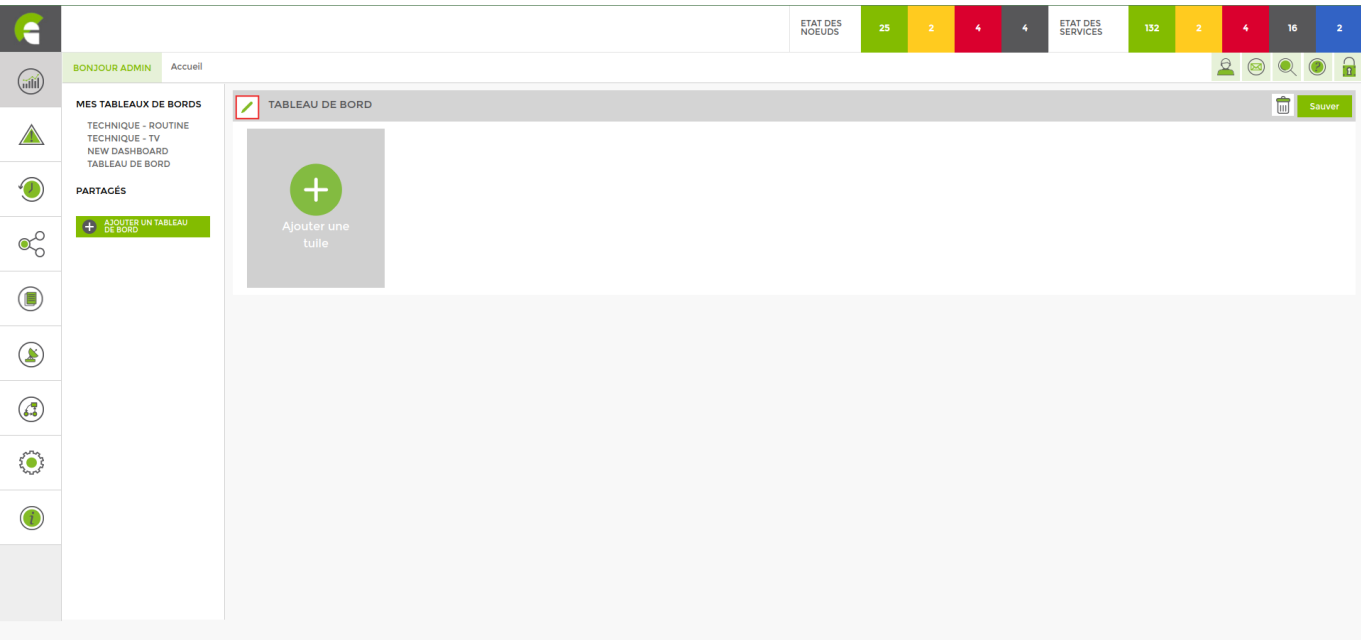 ETAT DES
NOEUDS
25
2
4
4
ETAT DES
SERVICES
132
2
4
16
2
BONJOUR ADMIN
Accueil
MES TABLEAUX DE BORDS
TECHNIQUE - ROUTINE
TECHNIQUE - TV
NEW DASHBOARD
TABLEAU DE BORD
PARTAGÉS
AJOUTER UN TABLEAU
DE BORD
TABLEAU DE BORD
Sauver
Ajouter une
tuile